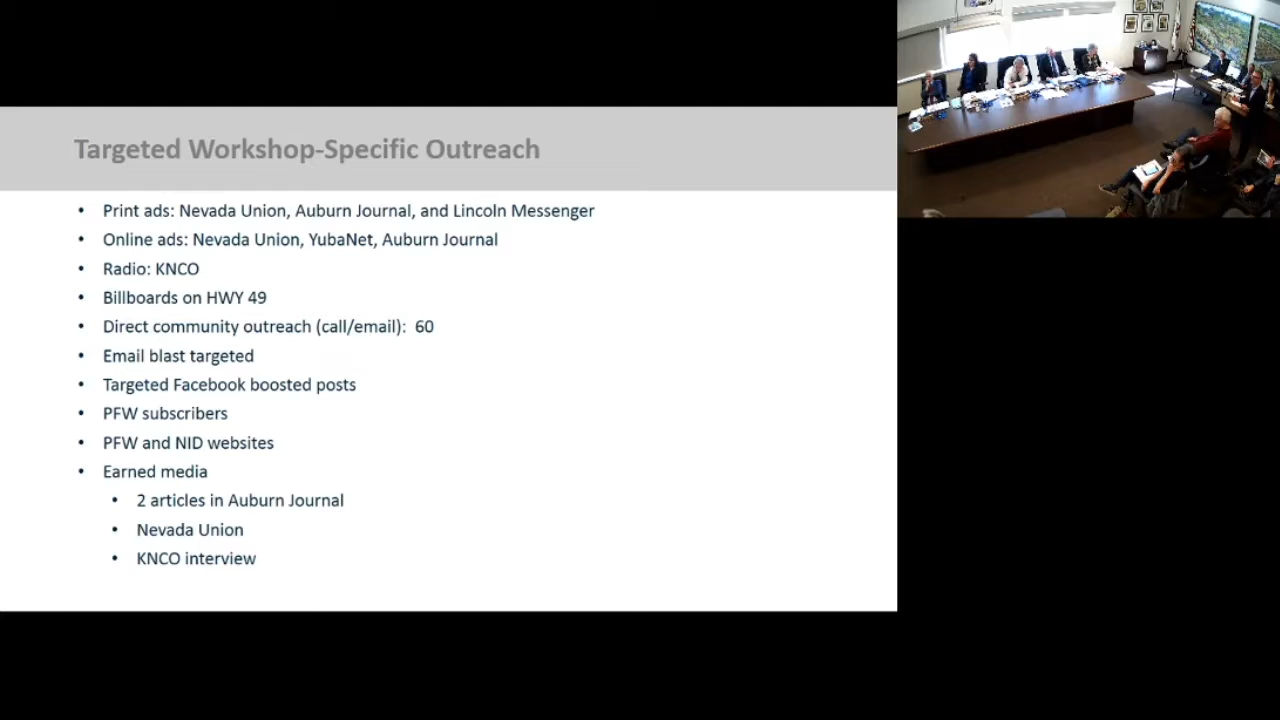 Targeted Workshop-Specific Outreach
• Print ads: Nevada Union, Auburn Journal, and Lincoln Messenger
• Online ads: Nevada Union, YubaNet, Auburn Journal
• Radio: KNCO
• Billboards on HWY 49
• Direct community outreach (call/email): 60
• Email blast targeted
• Targeted Facebook boosted posts
• PFW subscribers
• PFW and NID websites
• Earned media
• 2 articles in Auburn Journal
• Nevada Union
• KNCO interview